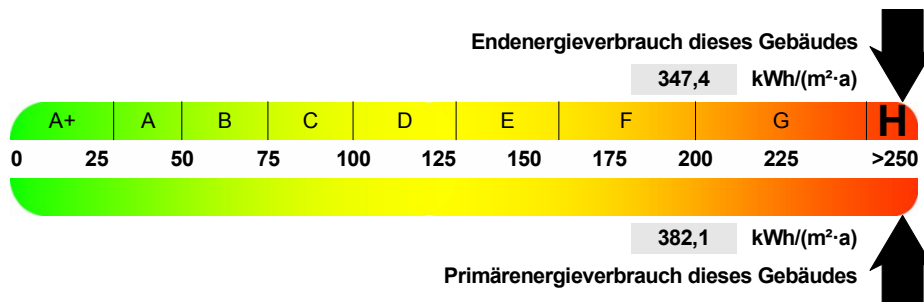 Endenergieverbrauch dieses Gebäudes
347,4 kWh/(m²·a)
A+ A B C D E F G H
0 25 50 75 100 125 150 175 200 225 >250
382,1 kWh/(m²·a)
Primärenergieverbrauch dieses Gebäudes